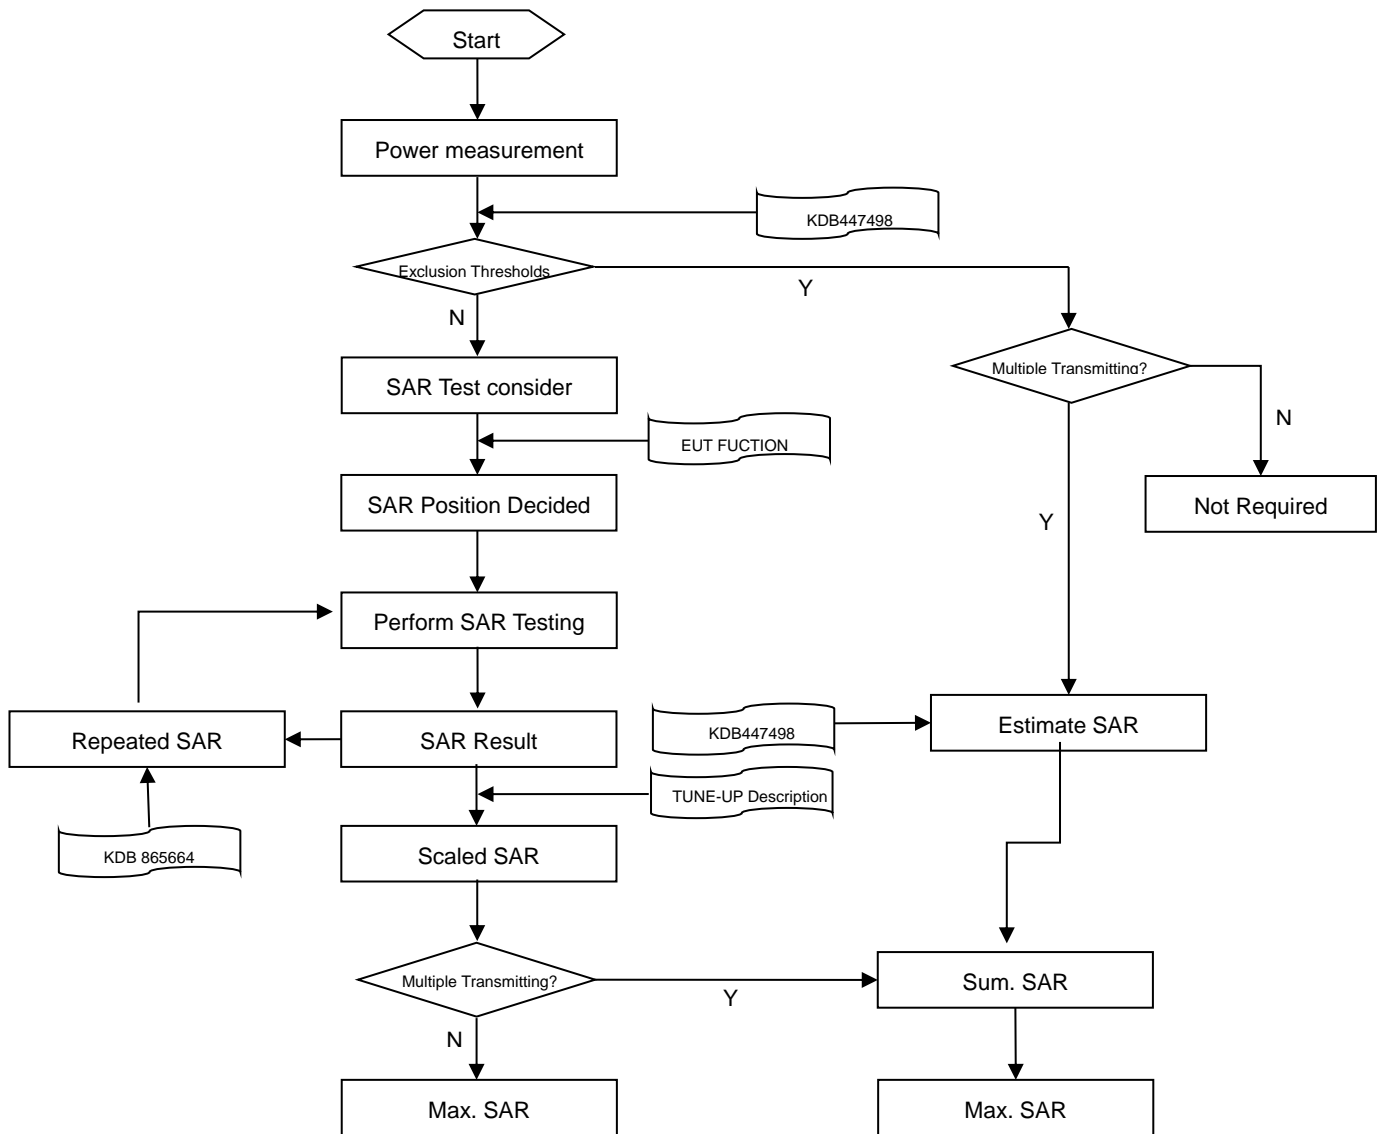 Start
Power measurement
KDB447498
Exclusion Thresholds
Y
N
Multiple Transmitting?
SAR Test consider
N
EUT FUCTION
SAR Position Decided
Not Required
Y
Perform SAR Testing
Repeated SAR
SAR Result
KDB447498
Estimate SAR
TUNE-UP Description
KDB 865664
Scaled SAR
Multiple Transmitting?
Y
Sum. SAR
N
Max. SAR
Max. SAR